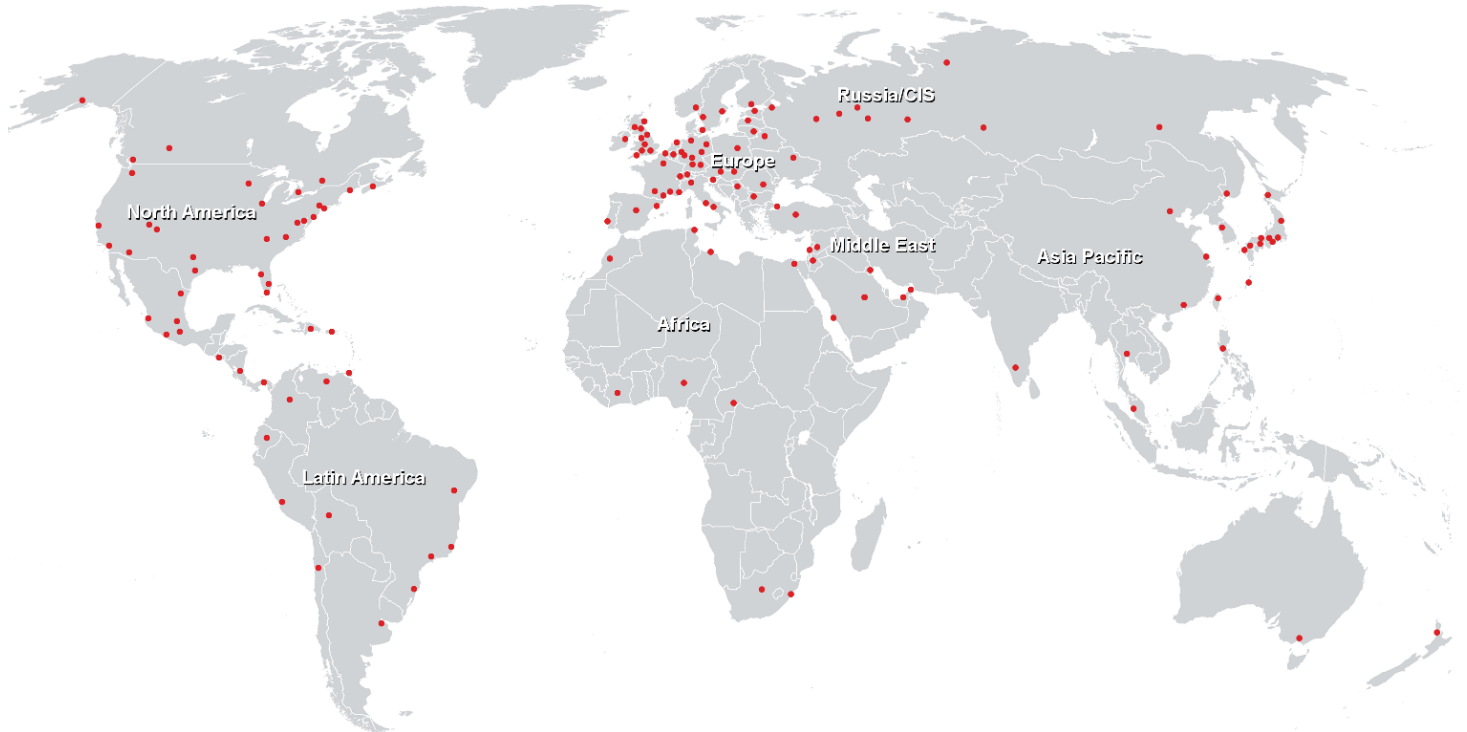 Russia/CIS
Europe
North America
Middle East
Asia Pacific
Africa
Latin America